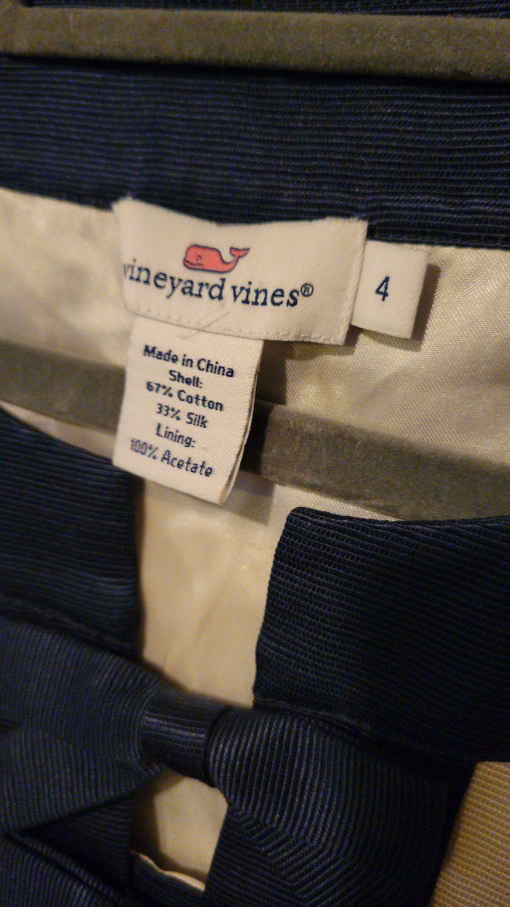 vineyard vines®
4
Made in China
Shell:
67% Cotton
33% Silk
Lining:
100% Acetate